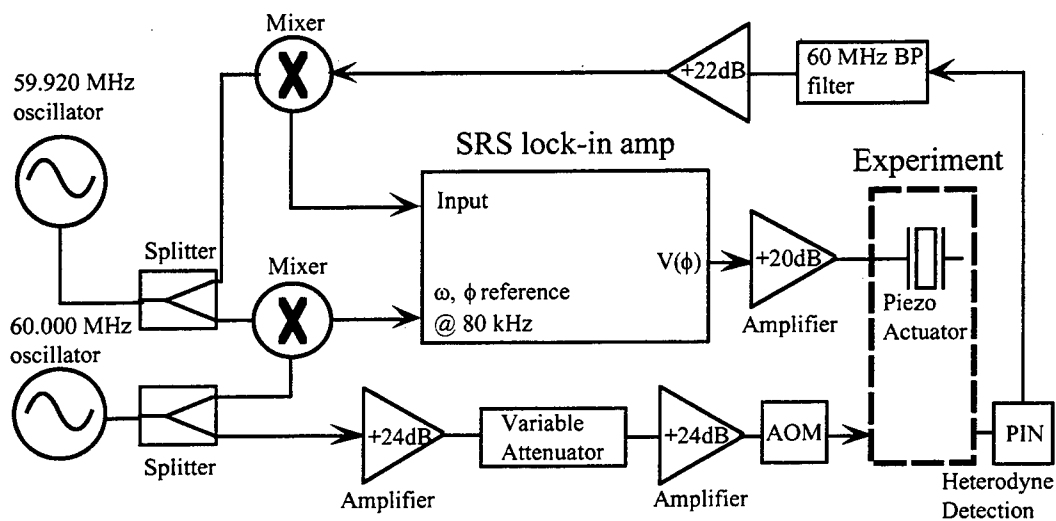 Mixer
59.920 MHz
oscillator
X
+22dB
60 MHz BP
filter
SRS lock-in amp
Experiment
Input
Splitter
Mixer
V(ϕ)
+20dB
ω, ϕ reference
@ 80 kHz
X
Piezo
Actuator
Amplifier
60.000 MHz
oscillator
+24dB
Variable
Attenuator
+24dB
AOM
PIN
Splitter
Amplifier
Amplifier
Heterodyne
Detection